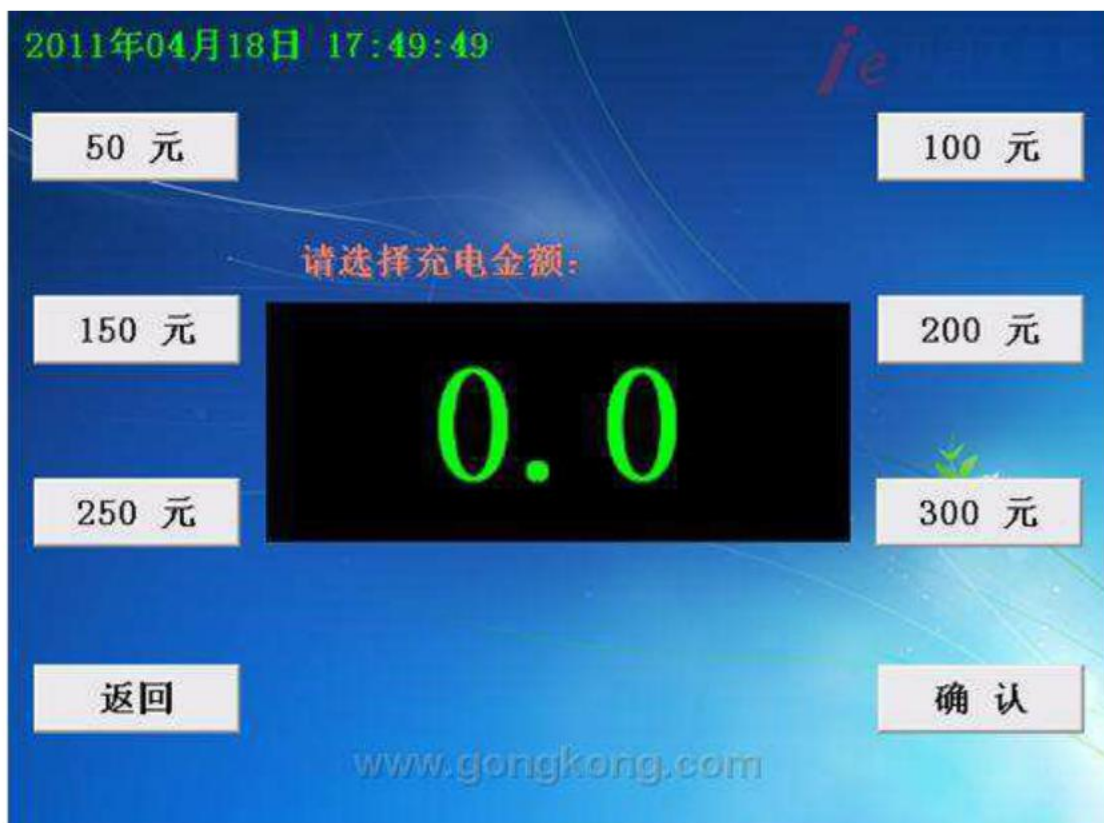 2011年04月18日 17:49:49
je
50 元
100 元
请选择充电金额:
150 元
200 元
0.0
250 元
300 元
返回
确 认
www.gongkong.com